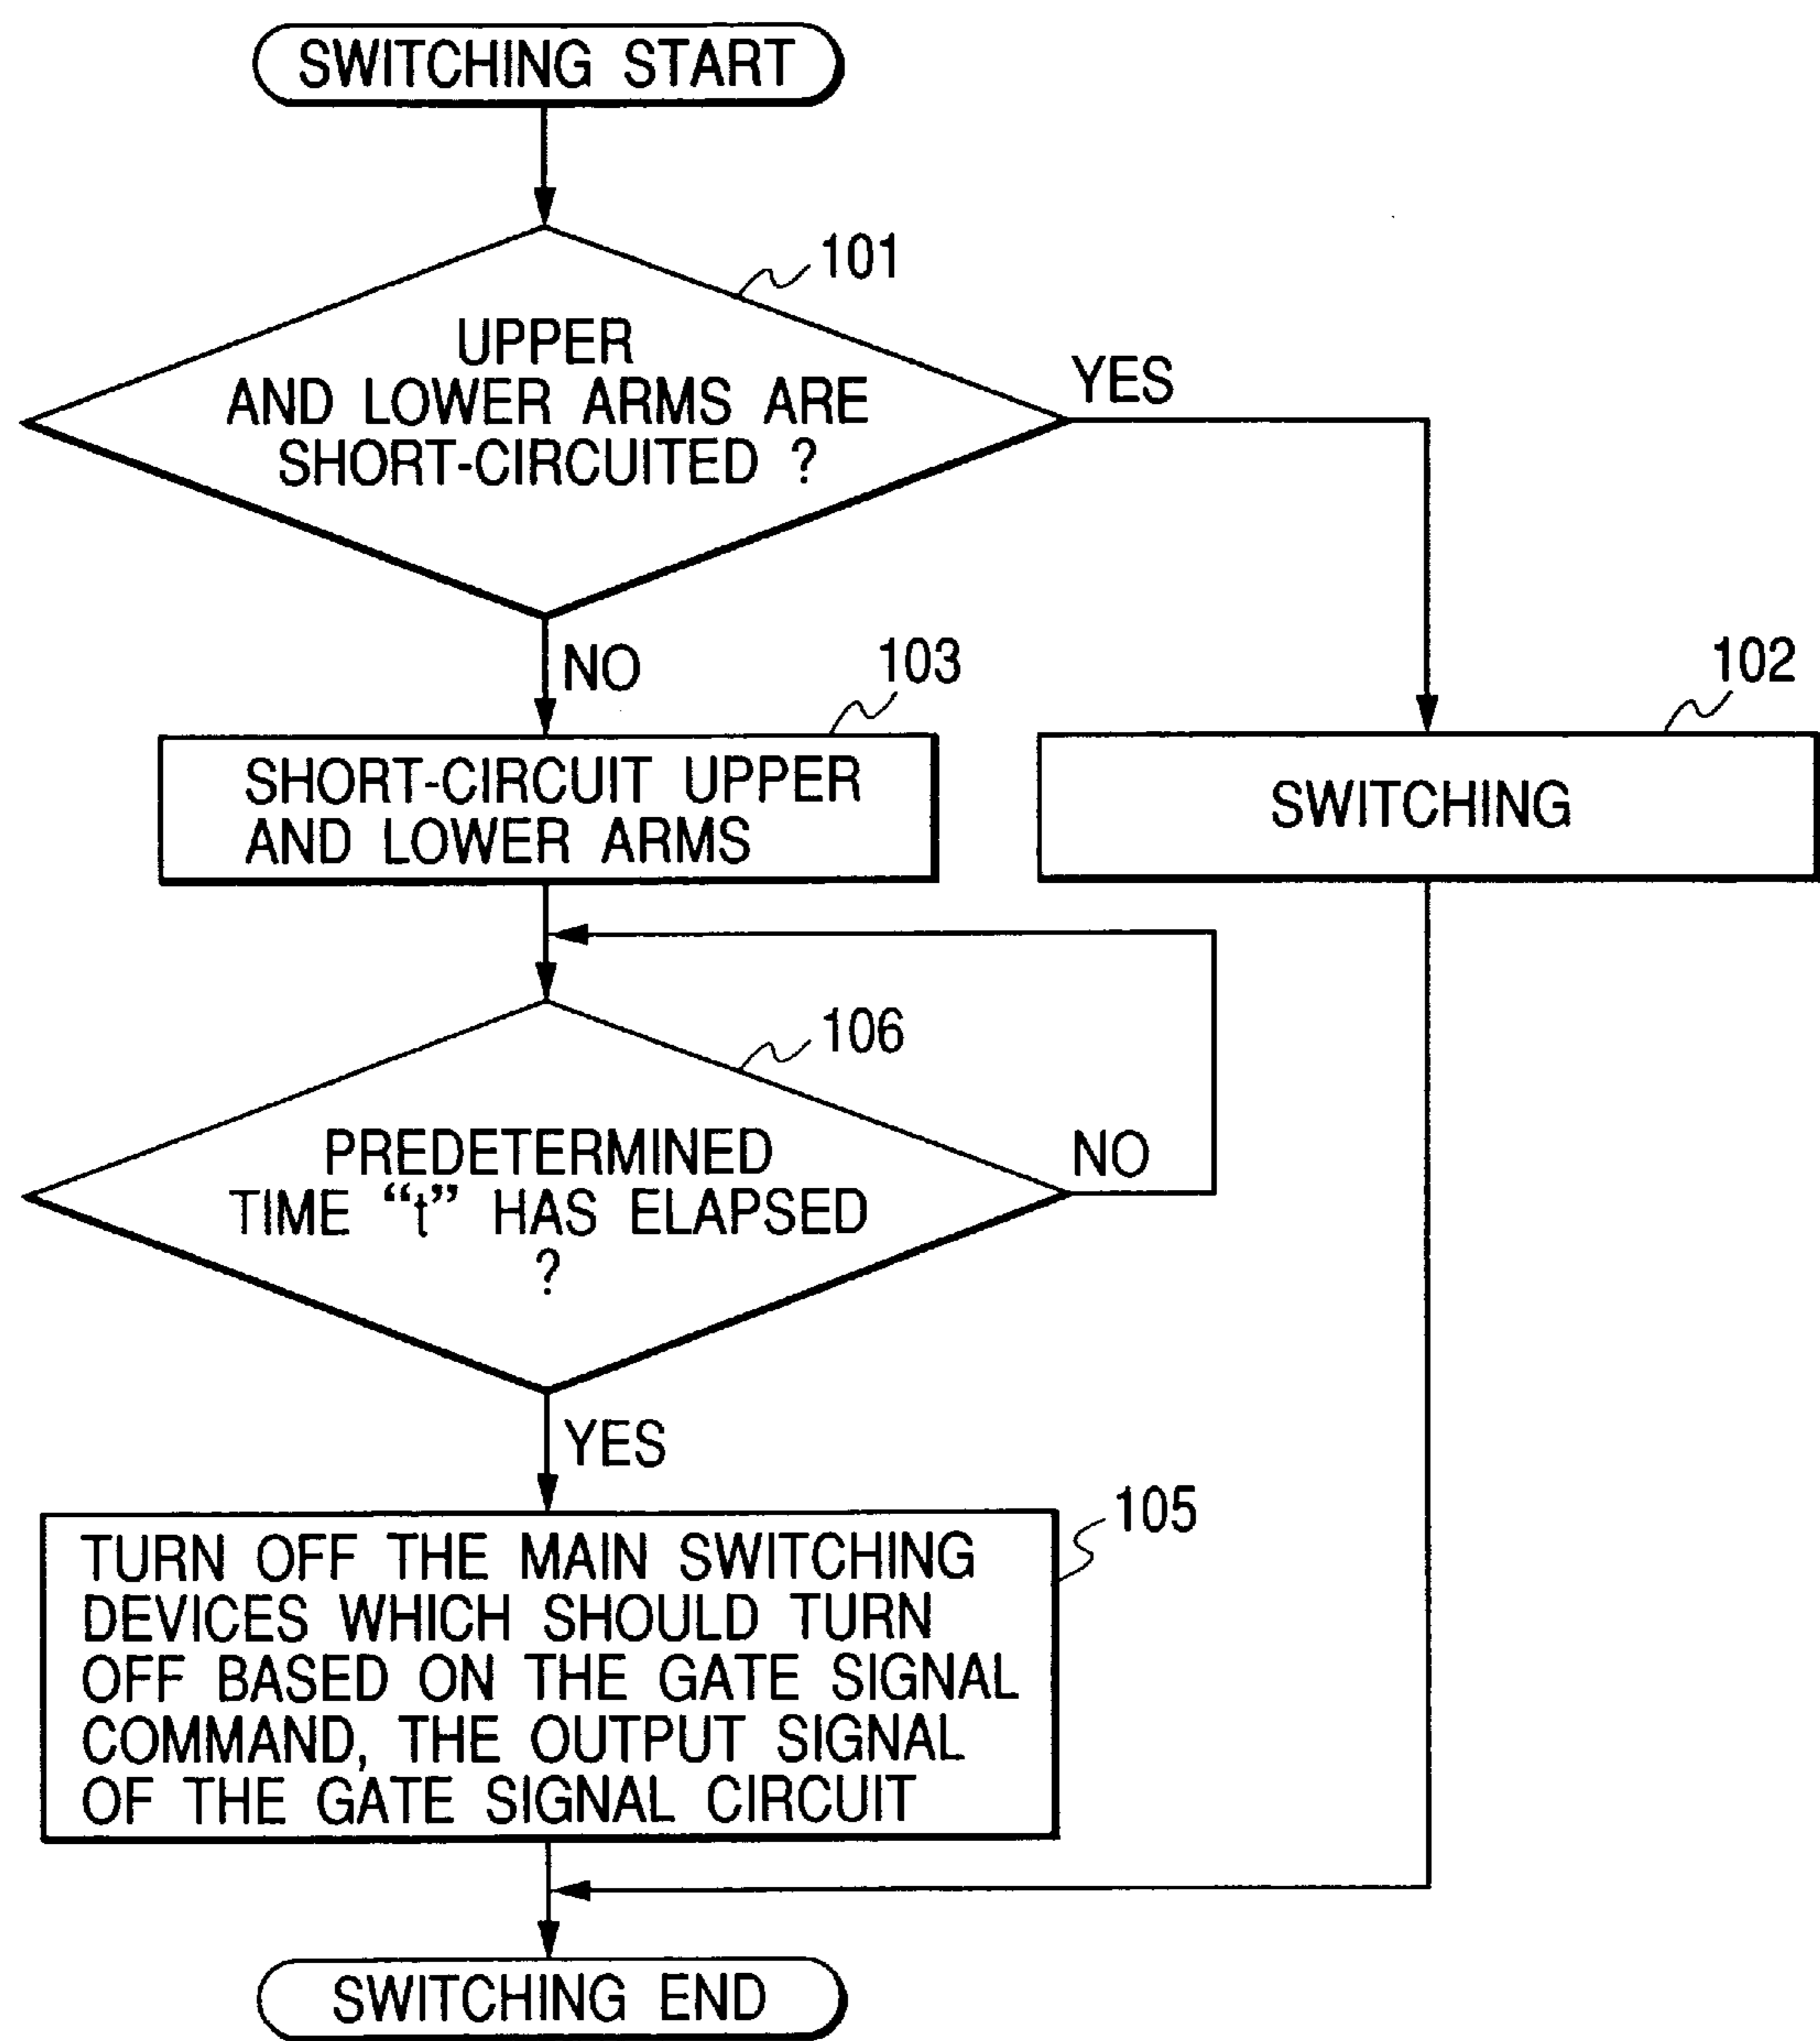 SWITCHING START
101
UPPER
AND LOWER ARMS ARE
SHORT-CIRCUITED ?
YES
NO
103
102
SHORT-CIRCUIT UPPER
AND LOWER ARMS
SWITCHING
106
PREDETERMINED
TIME “t” HAS ELAPSED
?
NO
YES
105
TURN OFF THE MAIN SWITCHING
DEVICES WHICH SHOULD TURN
OFF BASED ON THE GATE SIGNAL
COMMAND, THE OUTPUT SIGNAL
OF THE GATE SIGNAL CIRCUIT
SWITCHING END